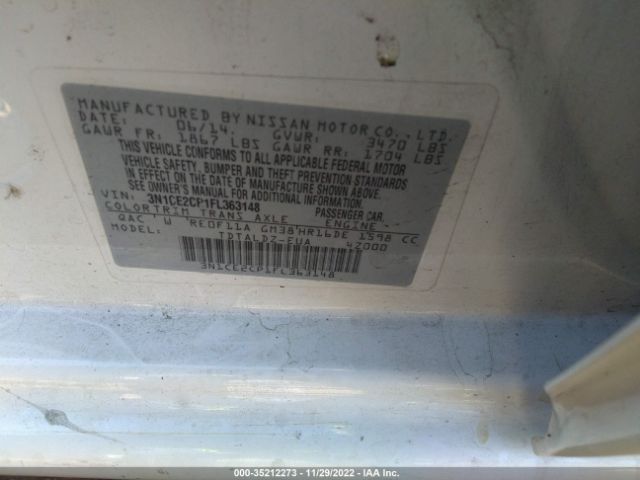 MANUFACTURED BY NISSAN MOTOR CO., LTD.
DATE: 06/14. GVWR: 3470 LBS
GAWR FR: 1867 LBS GAWR RR: 1704 LBS
THIS VEHICLE CONFORMS TO ALL APPLICABLE FEDERAL MOTOR
VEHICLE SAFETY, BUMPER AND THEFT PREVENTION STANDARDS
IN EFFECT ON THE DATE OF MANUFACTURE SHOWN ABOVE.
SEE OWNER'S MANUAL FOR ADDITIONAL INFORMATION.
VIN: 3N1CE2CP1FL363148 PASSENGER CAR
COLOR TRIM TRANS AXLE ENGINE
QAC W RE0F11A GM38 HR16DE 1598 CC
MODEL: TDTALDZ-EUA 4Z000
3N1CE2CP1FL363148
000-35212273 - 11/29/2022 - IAA Inc.